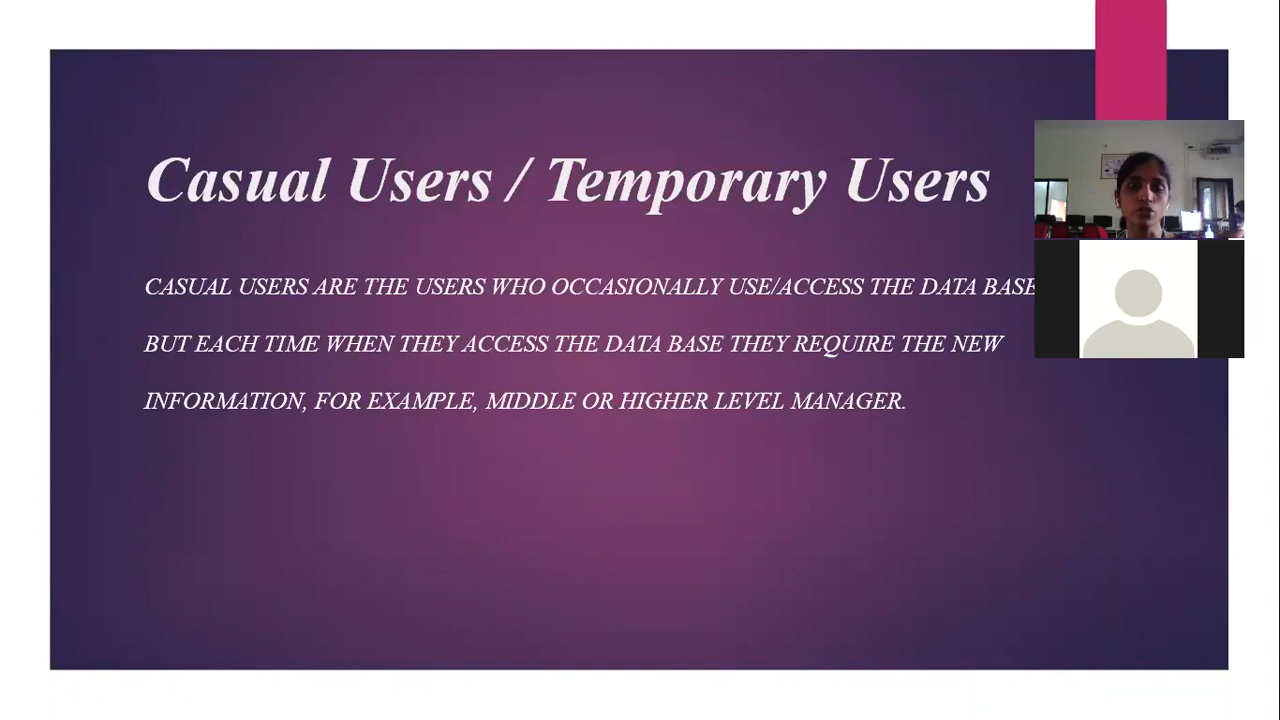 Casual Users / Temporary Users
CASUAL USERS ARE THE USERS WHO OCCASIONALLY USE/ACCESS THE DATA BASE
BUT EACH TIME WHEN THEY ACCESS THE DATA BASE THEY REQUIRE THE NEW
INFORMATION, FOR EXAMPLE, MIDDLE OR HIGHER LEVEL MANAGER.